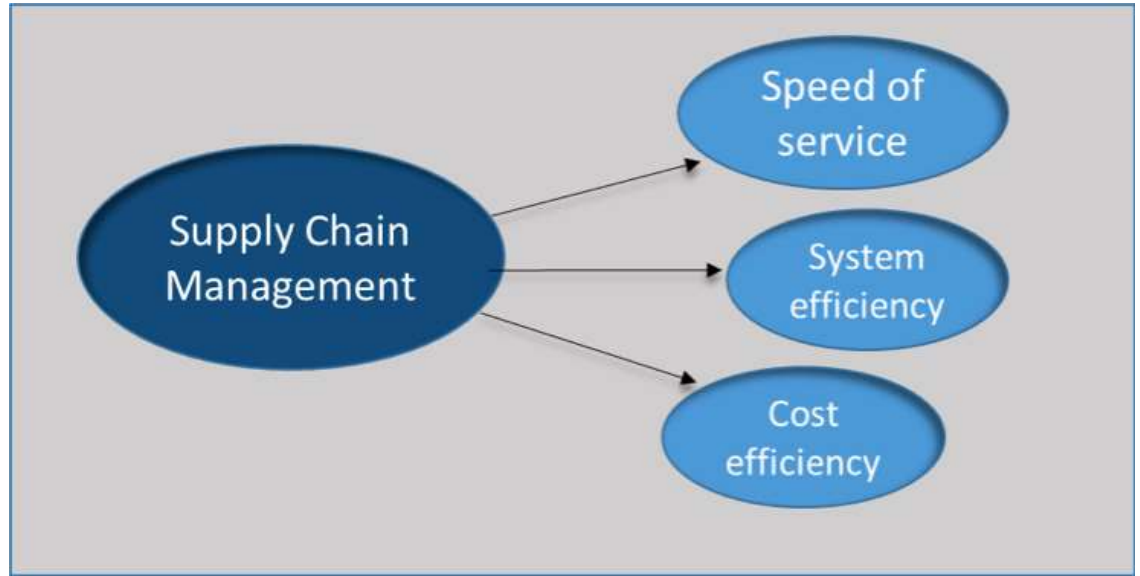 Supply Chain
Management
Speed of
service
System
efficiency
Cost
efficiency